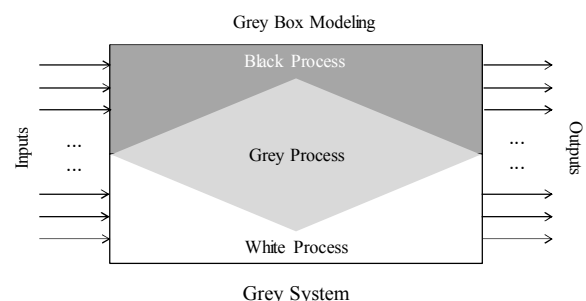 Grey Box Modeling
Black Process
Inputs
...
...
Grey Process
...
...
Outputs
White Process
Grey System